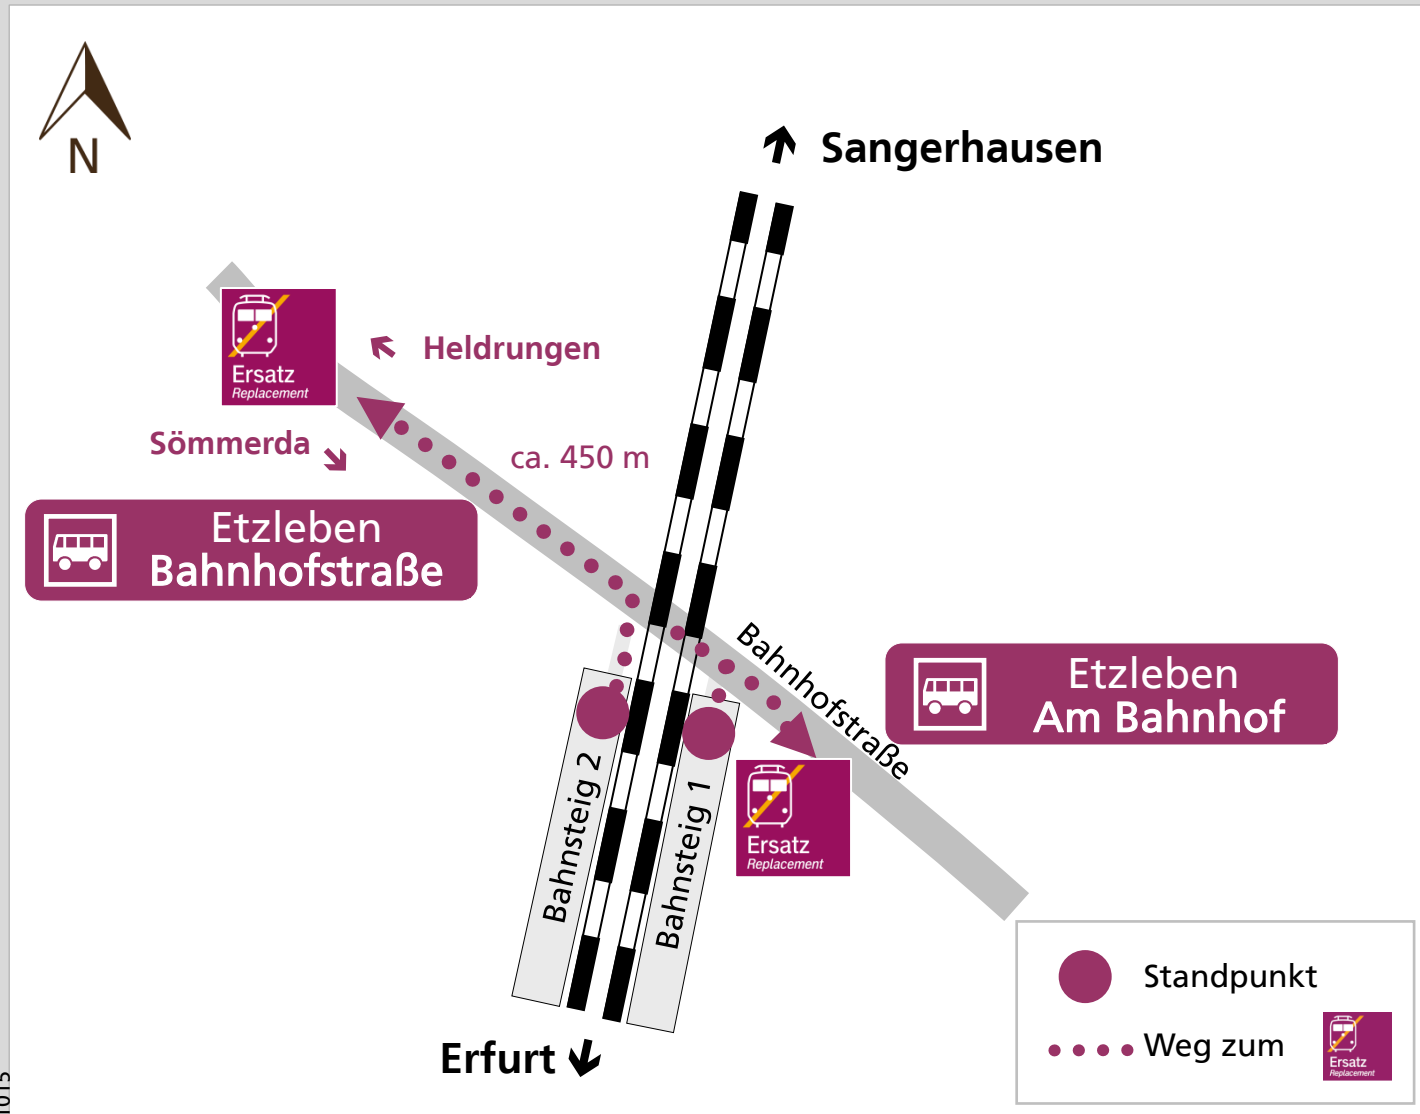 N
Sangerhausen
Ersatz
Replacement
Heldrungen
Sömmerda
ca. 450 m
Etzleben
Bahnhofstraße
Bahnhofstraße
Etzleben
Am Bahnhof
Bahnsteig 2
Bahnsteig 1
Ersatz
Replacement
Erfurt
Standpunkt
Weg zum
Ersatz
Replacement